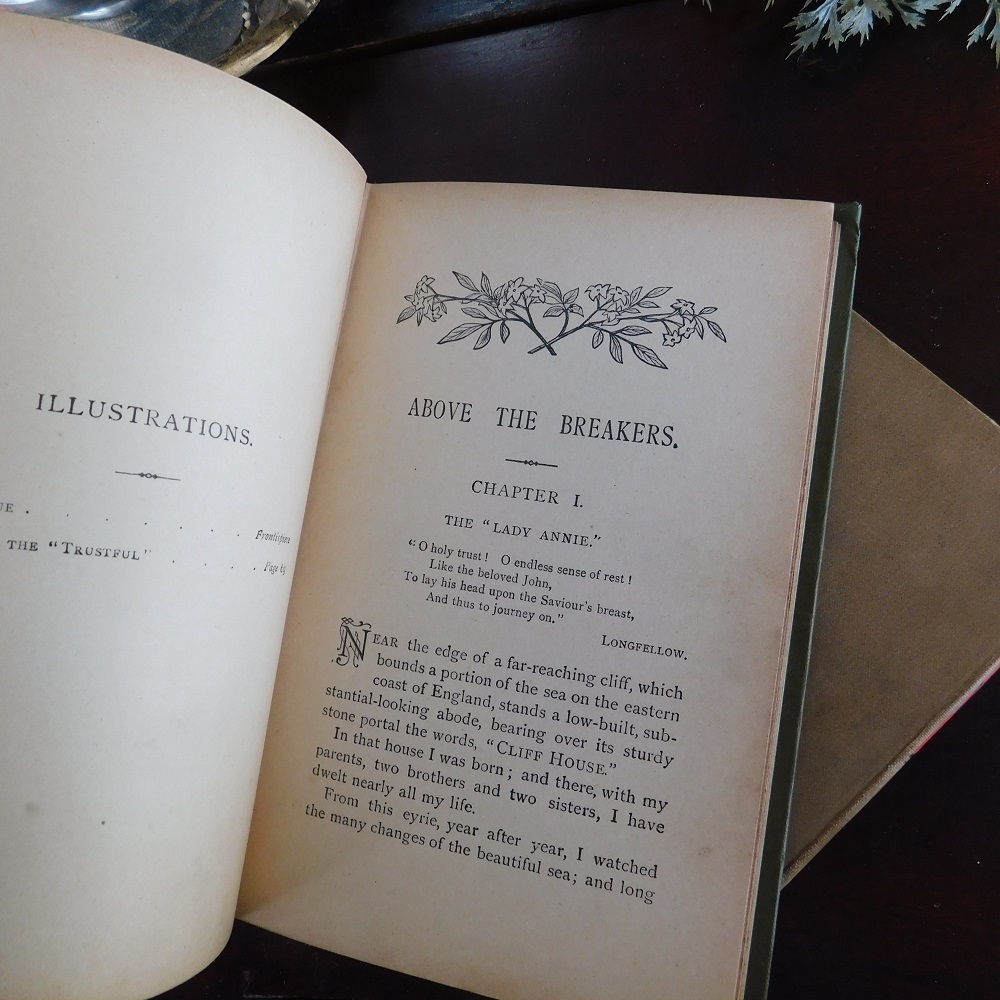 ILLUSTRATIONS.
. . . . . . . Frontispiece
THE "TRUSTFUL" . . . . Page 65
ABOVE THE BREAKERS.
CHAPTER I.
THE "LADY ANNIE."
"O holy trust! O endless sense of rest!
Like the beloved John,
To lay his head upon the Saviour's breast,
And thus to journey on."
LONGFELLOW.
NEAR the edge of a far-reaching cliff, which
bounds a portion of the sea on the eastern
coast of England, stands a low-built, sub-
stantial-looking abode, bearing over its sturdy
stone portal the words, "CLIFF HOUSE."
In that house I was born; and there, with my
parents, two brothers and two sisters, I have
dwelt nearly all my life.
From this eyrie, year after year, I watched
the many changes of the beautiful sea; and long